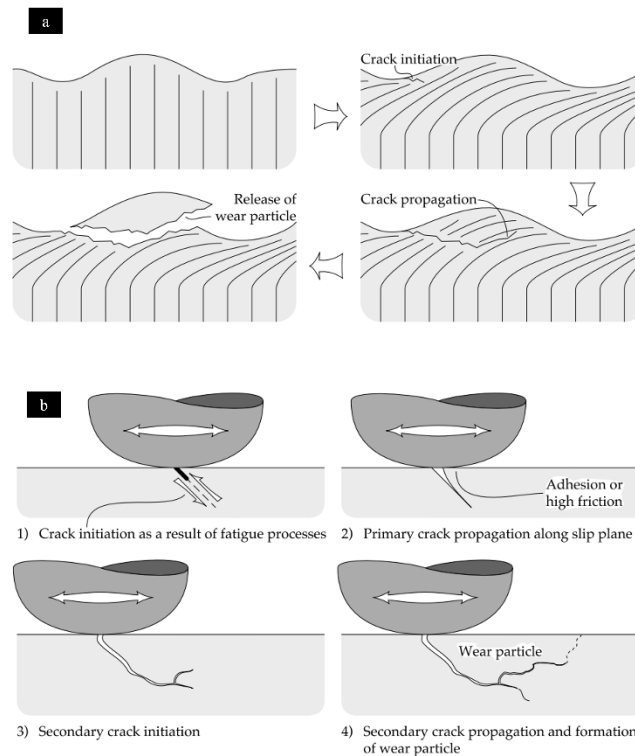 a
Crack initiation
Release of
wear particle
Crack propagation
b
Adhesion or
high friction
1) Crack initiation as a result of fatigue processes
2) Primary crack propagation along slip plane
Wear particle
3) Secondary crack initiation
4) Secondary crack propagation and formation
of wear particle